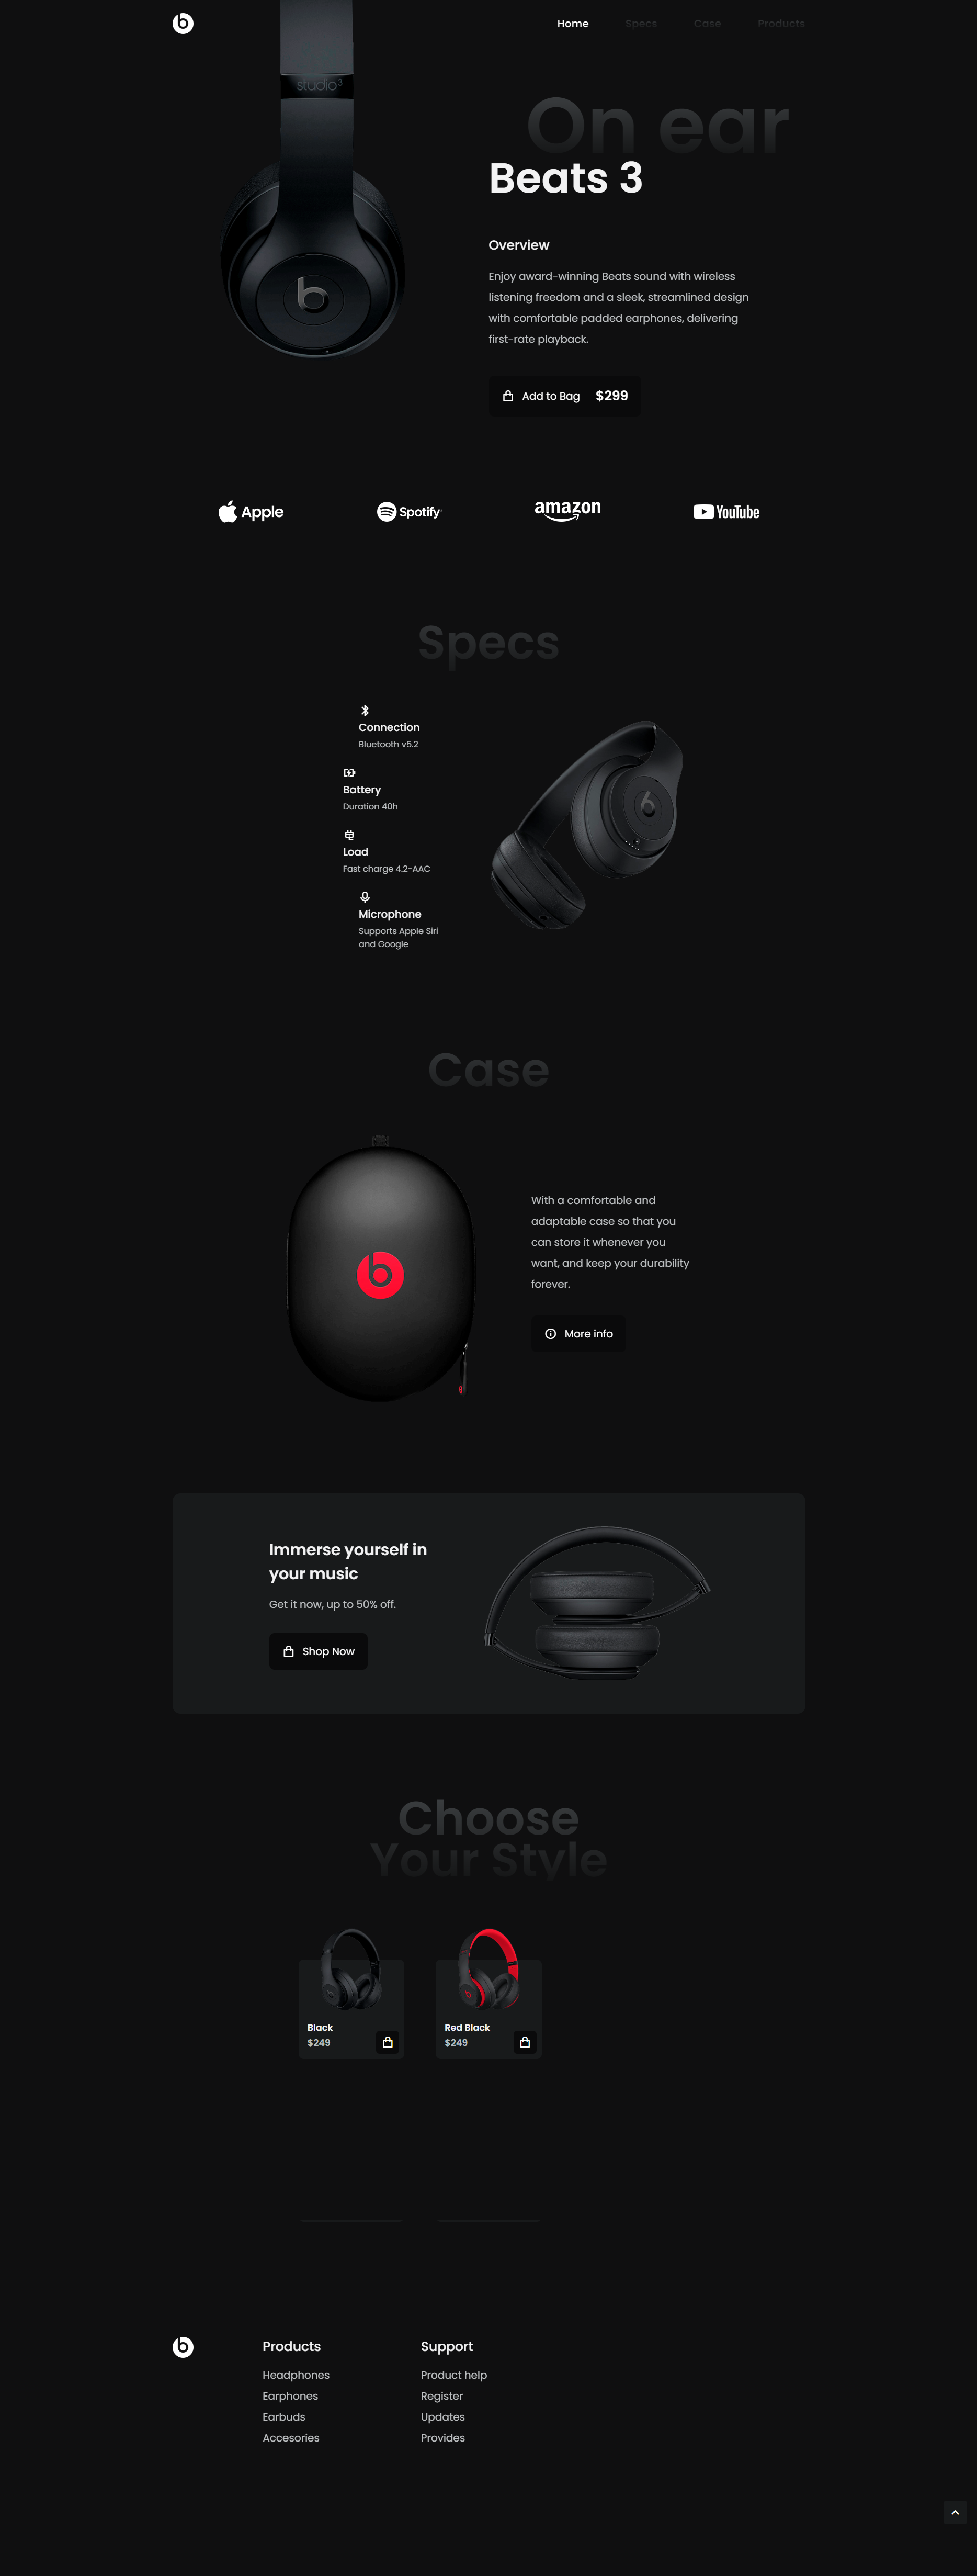 Home Specs Case Products
studio3
On ear
Beats 3
Overview
Enjoy award-winning Beats sound with wireless
listening freedom and a sleek, streamlined design
with comfortable padded earphones, delivering
first-rate playback.
Add to Bag $299
Apple Spotify amazon YouTube
Specs
Connection
Bluetooth v5.2
Battery
Duration 40h
Load
Fast charge 4.2-AAC
Microphone
Supports Apple Siri
and Google
Case
With a comfortable and
adaptable case so that you
can store it whenever you
want, and keep your durability
forever.
More info
Immerse yourself in
your music
Get it now, up to 50% off.
Shop Now
Choose
Your Style
Black
$249
Red Black
$249
Products
Headphones
Earphones
Earbuds
Accesories
Support
Product help
Register
Updates
Provides